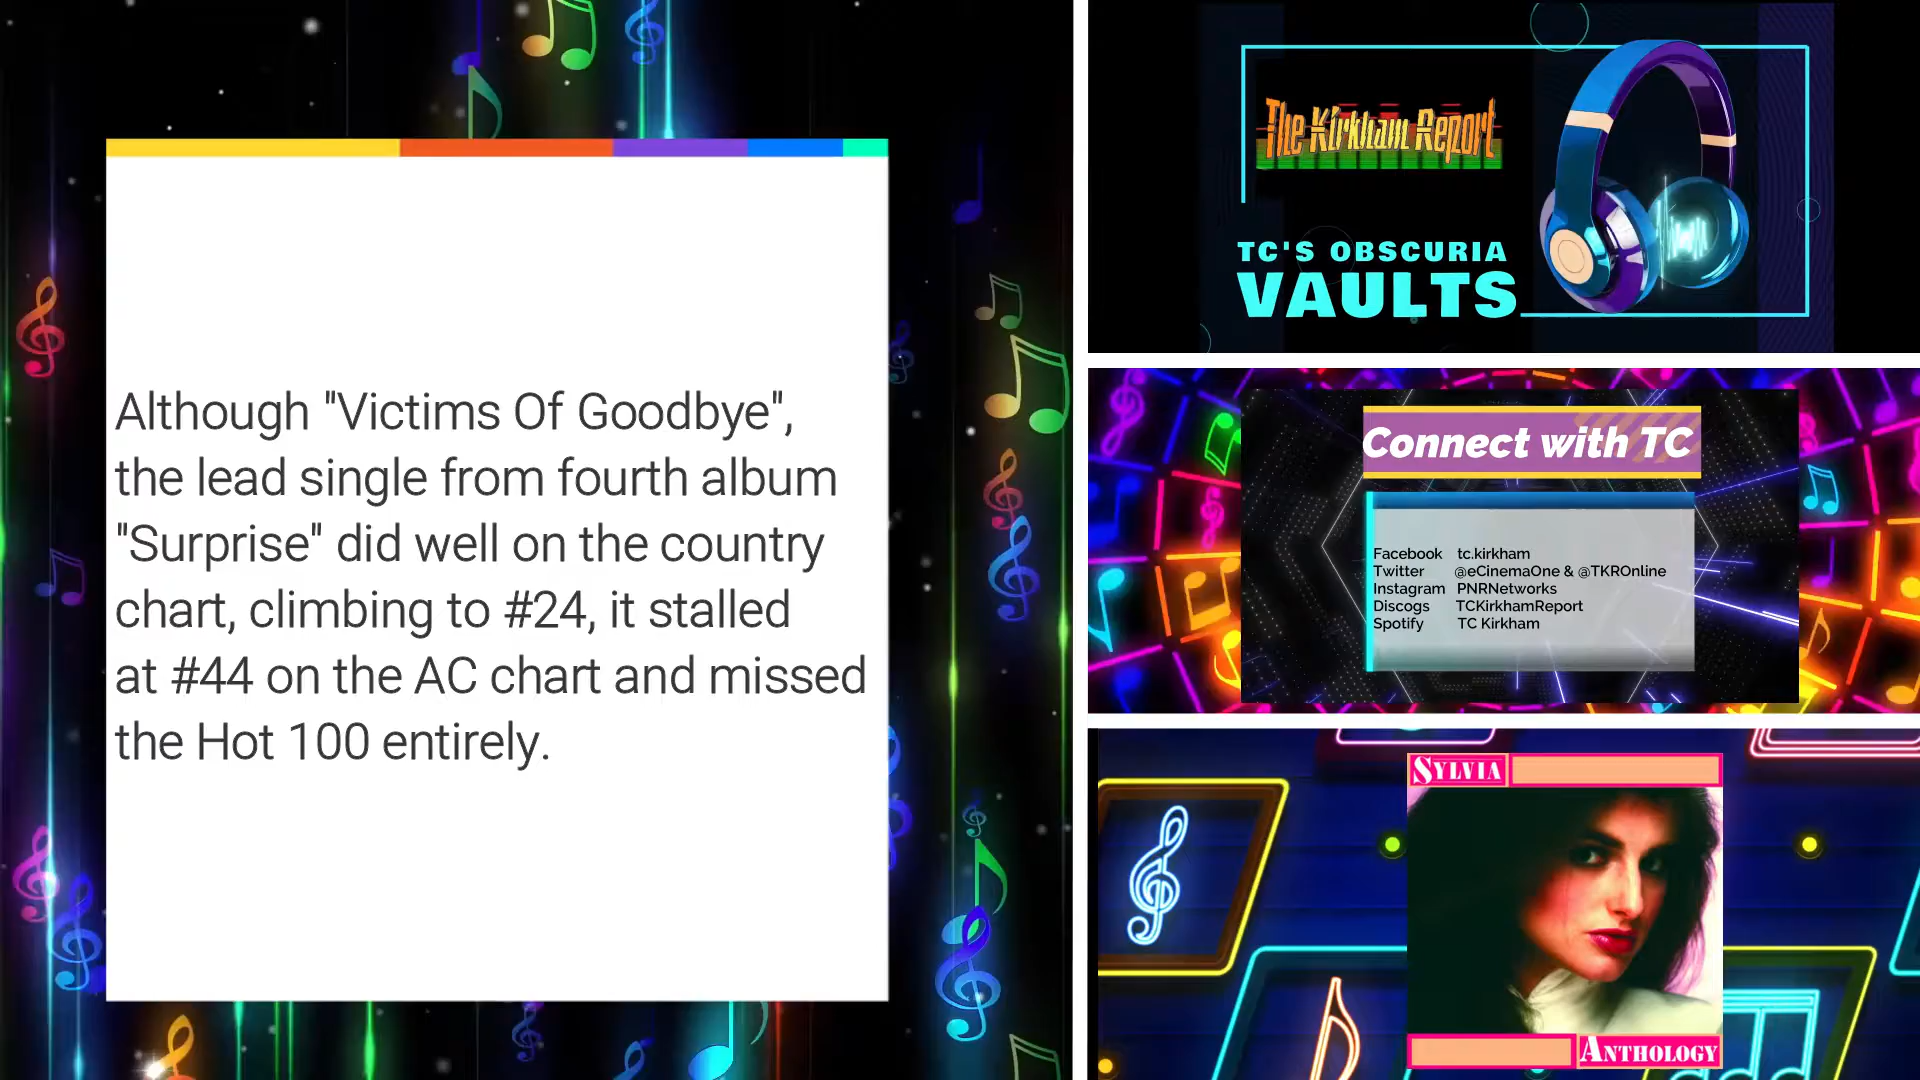 Although "Victims Of Goodbye",
the lead single from fourth album
"Surprise" did well on the country
chart, climbing to #24, it stalled
at #44 on the AC chart and missed
the Hot 100 entirely.
The Kirkham Report
TC'S OBSCURIA
VAULTS
Connect with TC
Facebook tc.kirkham
Twitter @eCinemaOne & @TKROnline
Instagram PNRNetworks
Discogs TCKirkhamReport
Spotify TC Kirkham
SYLVIA
ANTHOLOGY